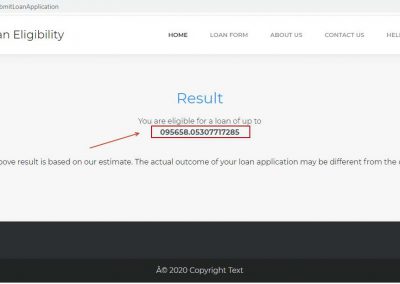 bmitLoanApplication
an Eligibility
HOME LOAN FORM ABOUT US CONTACT US HEL
Result
You are eligible for a loan of up to
095658.05307717285
bove result is based on our estimate. The actual outcome of your loan application may be different from the
Â© 2020 Copyright Text